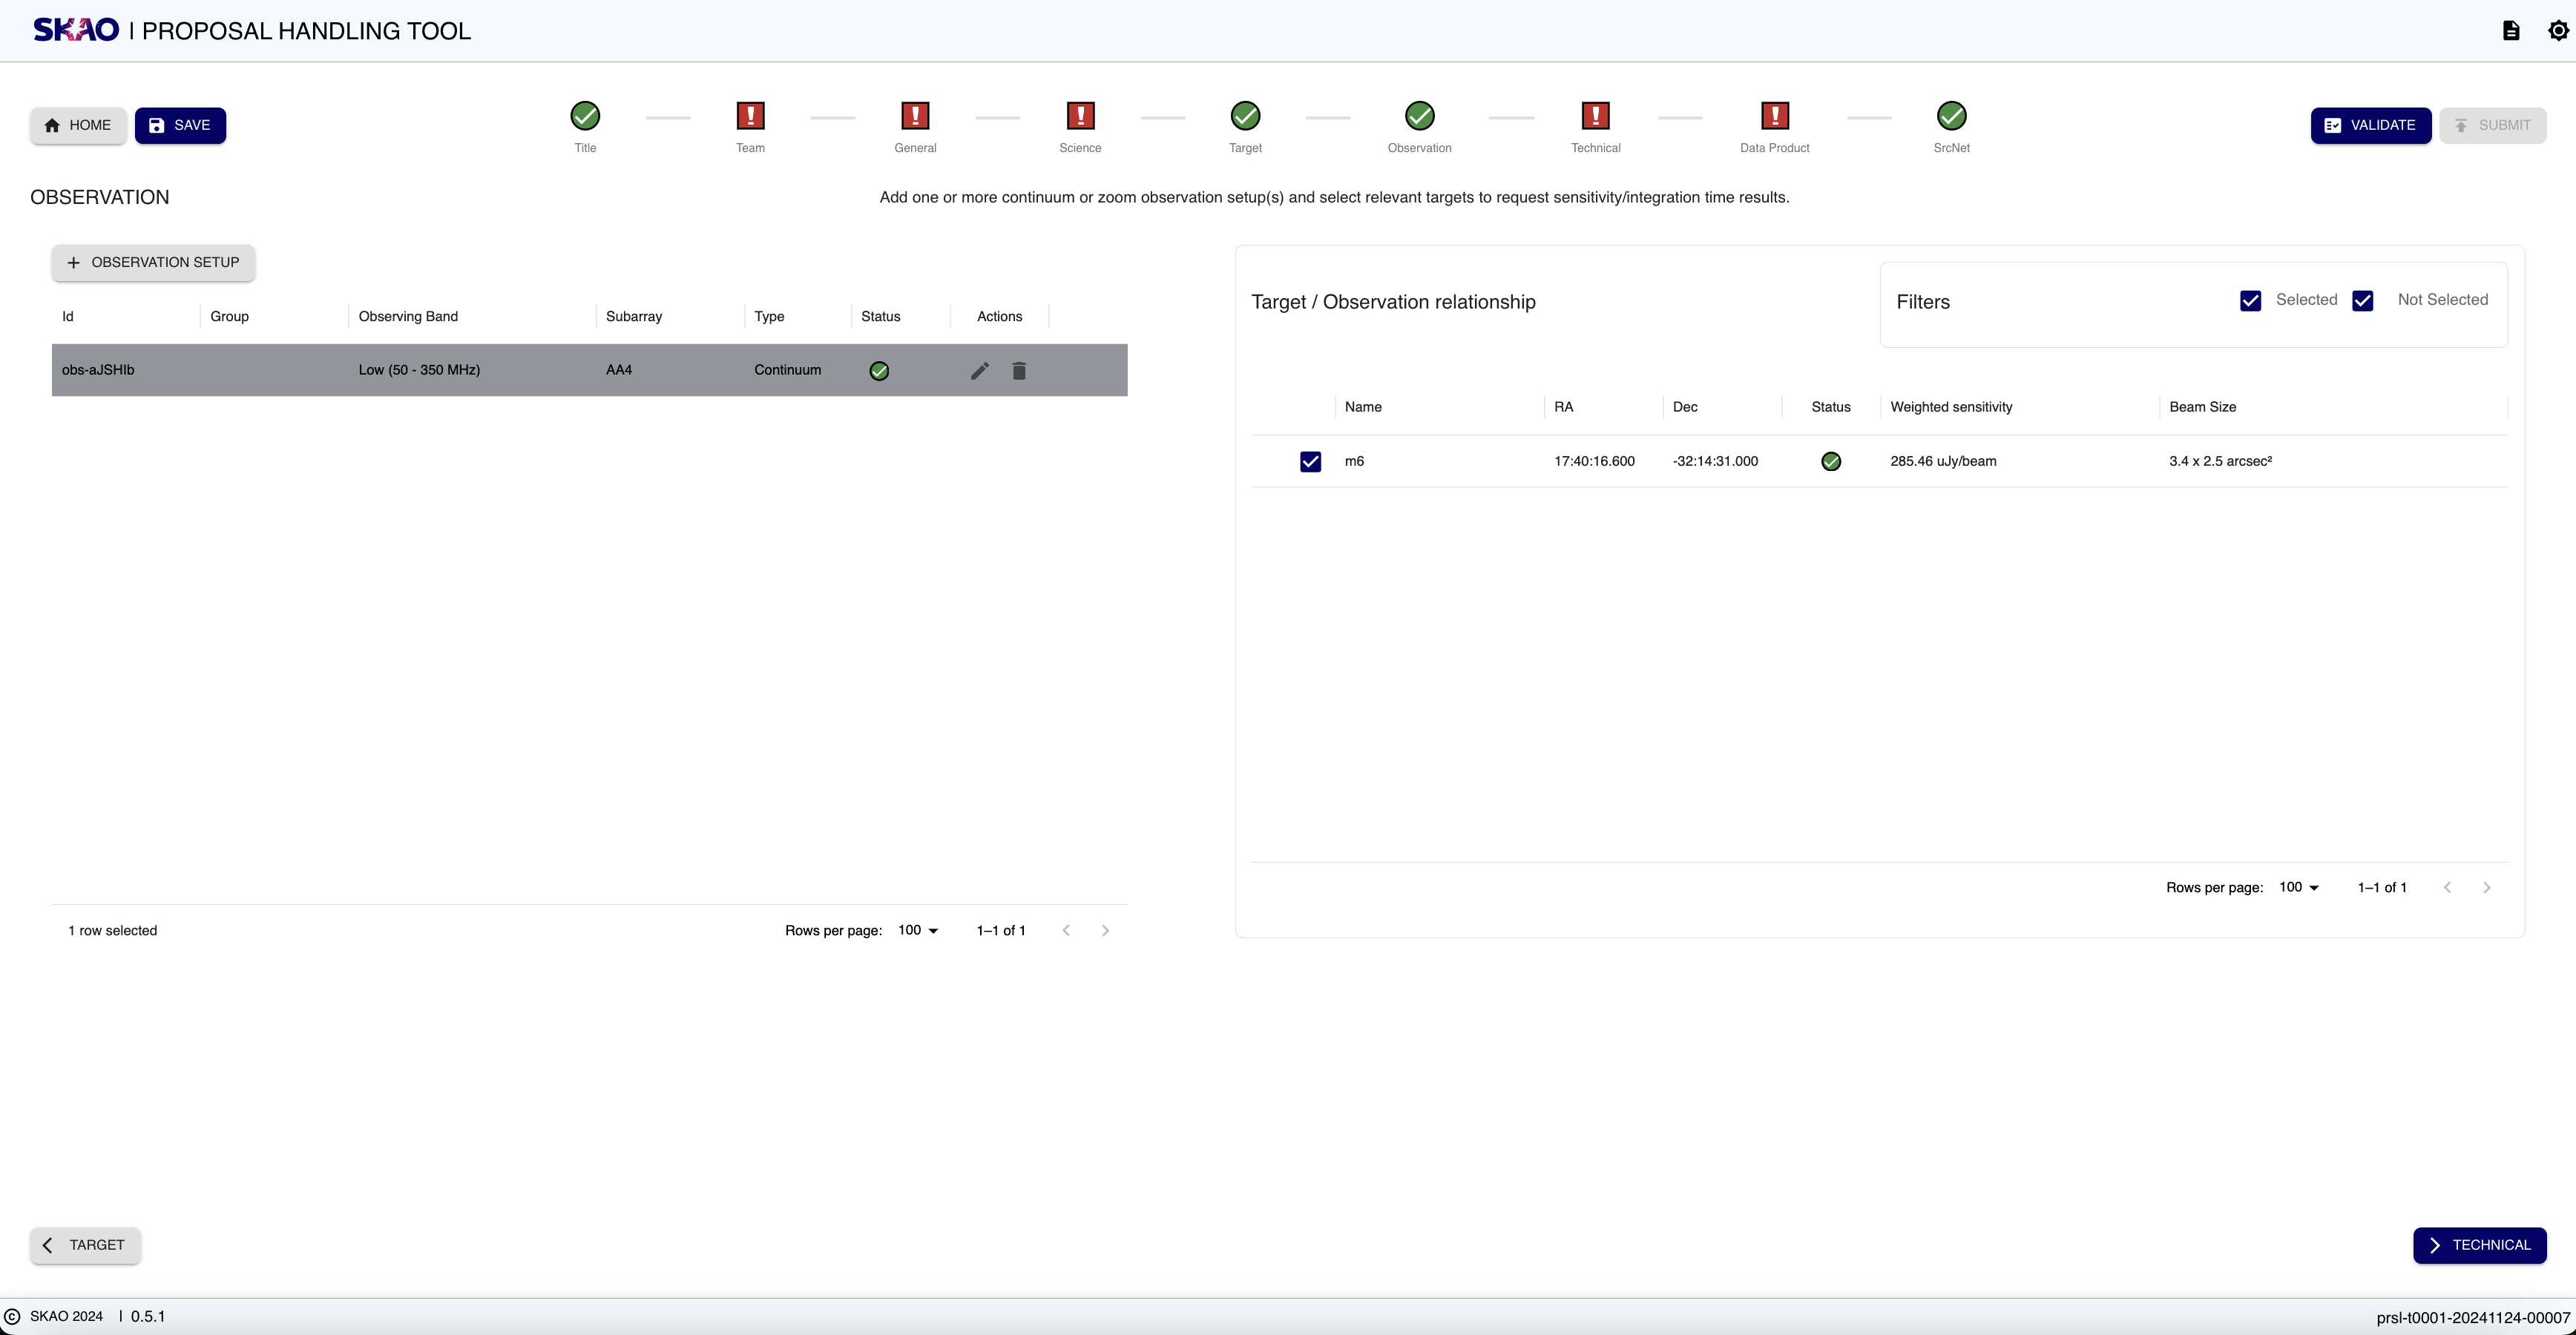 SKAO | PROPOSAL HANDLING TOOL
HOME
SAVE
Title
Team
General
Science
Target
Observation
Technical
Data Product
SrcNet
VALIDATE
SUBMIT
OBSERVATION
Add one or more continuum or zoom observation setup(s) and select relevant targets to request sensitivity/integration time results.
+ OBSERVATION SETUP
Id Group Observing Band Subarray Type Status Actions
obs-aJSHIb Low (50 - 350 MHz) AA4 Continuum
1 row selected Rows per page: 100 1–1 of 1
Target / Observation relationship
Filters Selected Not Selected
Name RA Dec Status Weighted sensitivity Beam Size
m6 17:40:16.600 -32:14:31.000 285.46 uJy/beam 3.4 x 2.5 arcsec²
Rows per page: 100 1–1 of 1
TARGET
TECHNICAL
© SKAO 2024 | 0.5.1
prsl-t0001-20241124-00007